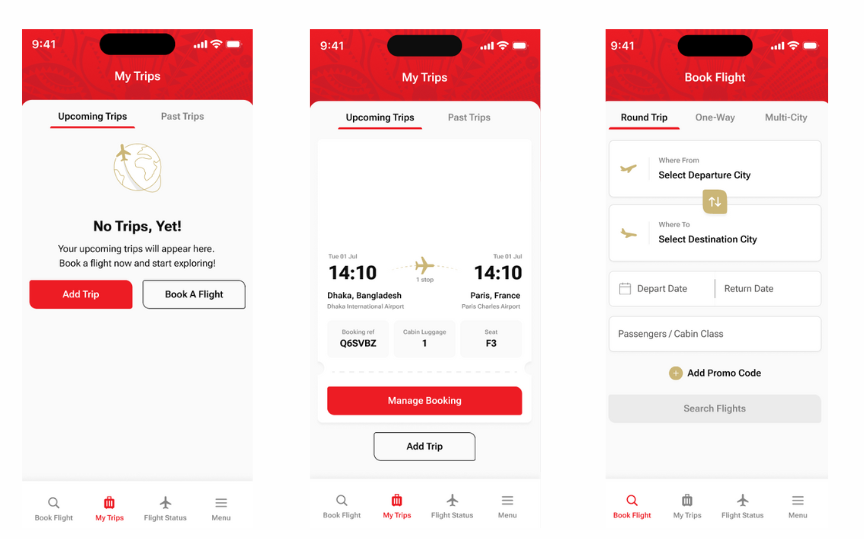 9:41
My Trips
Upcoming Trips
Past Trips
No Trips, Yet!
Your upcoming trips will appear here.
Book a flight now and start exploring!
Add Trip
Book A Flight
Book Flight
My Trips
Flight Status
Menu
9:41
My Trips
Upcoming Trips
Past Trips
Tue 01 Jul
Tue 01 Jul
14:10
14:10
1 stop
Dhaka, Bangladesh
Paris, France
Dhaka International Airport
Paris Charles Airport
Booking ref
Cabin Luggage
Seat
Q6SVBZ
1
F3
Manage Booking
Add Trip
Book Flight
My Trips
Flight Status
Menu
9:41
Book Flight
Round Trip
One-Way
Multi-City
Where From
Select Departure City
Where To
Select Destination City
Depart Date
Return Date
Passengers / Cabin Class
Add Promo Code
Search Flights
Book Flight
My Trips
Flight Status
Menu